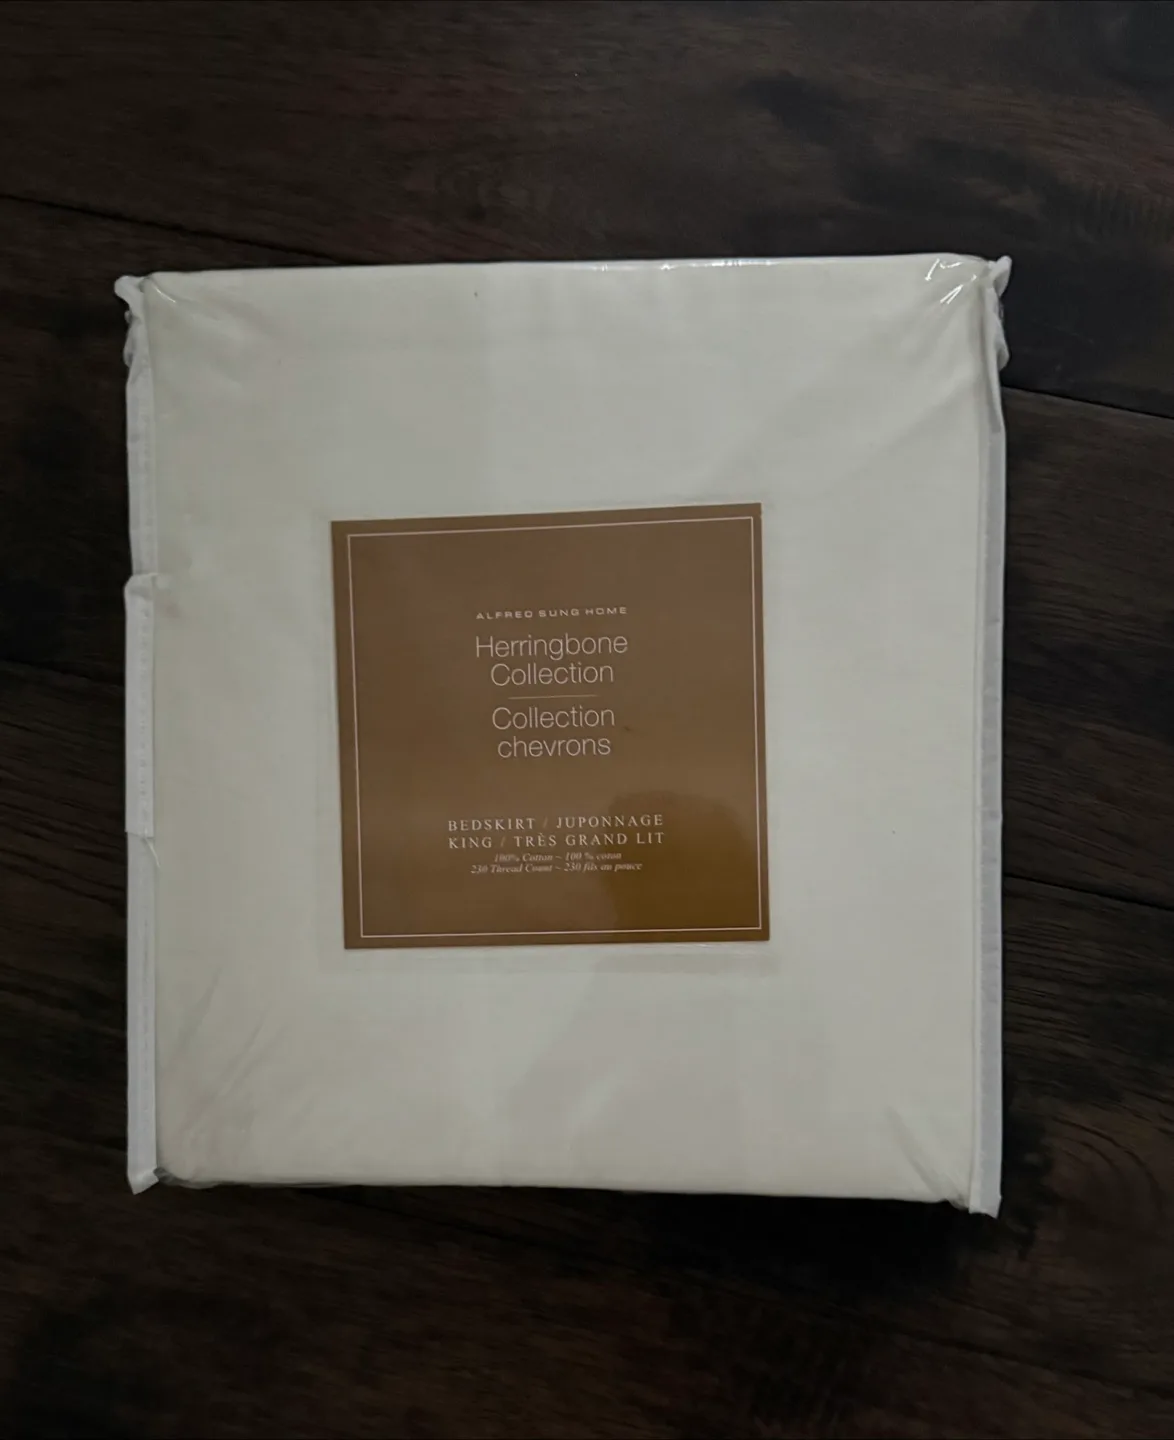 ALFRED SUNG HOME
Herringbone
Collection
Collection
chevrons
BEDSKIRT / JUPONNAGE
KING / TRÈS GRAND LIT
100% Cotton ~ 100 % coton
230 Thread Count ~ 230 fils au pouce